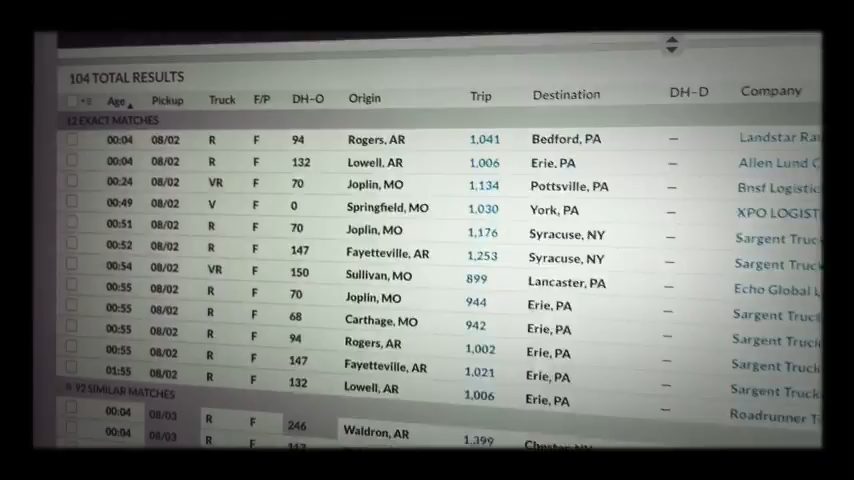 104 TOTAL RESULTS
Age Pickup Truck F/P DH-O Origin Trip Destination DH-D Company
12 EXACT MATCHES
00:04 08/02 R F 94 Rogers, AR 1,041 Bedford, PA — Landstar Ra
00:04 08/02 R F 132 Lowell, AR 1,006 Erie, PA — Allen Lund C
00:24 08/02 VR F 70 Joplin, MO 1,134 Pottsville, PA — Bnsf Logistic
00:49 08/02 V F 0 Springfield, MO 1,030 York, PA — XPO LOGIST
00:51 08/02 R F 70 Joplin, MO 1,176 Syracuse, NY — Sargent Truc
00:52 08/02 R F 147 Fayetteville, AR 1,253 Syracuse, NY — Sargent Truc
00:54 08/02 VR F 150 Sullivan, MO 899 Lancaster, PA — Echo Global L
00:55 08/02 R F 70 Joplin, MO 944 Erie, PA — Sargent Truck
00:55 08/02 R F 68 Carthage, MO 942 Erie, PA — Sargent Truck
00:55 08/02 R F 94 Rogers, AR 1,002 Erie, PA — Sargent Truck
00:55 08/02 R F 147 Fayetteville, AR 1,021 Erie, PA — Sargent Truck
01:55 08/02 R F 132 Lowell, AR 1,006 Erie, PA — Roadrunner T
92 SIMILAR MATCHES
00:04 08/03 R F 246 Waldron, AR 1,399
00:04 08/03 R F